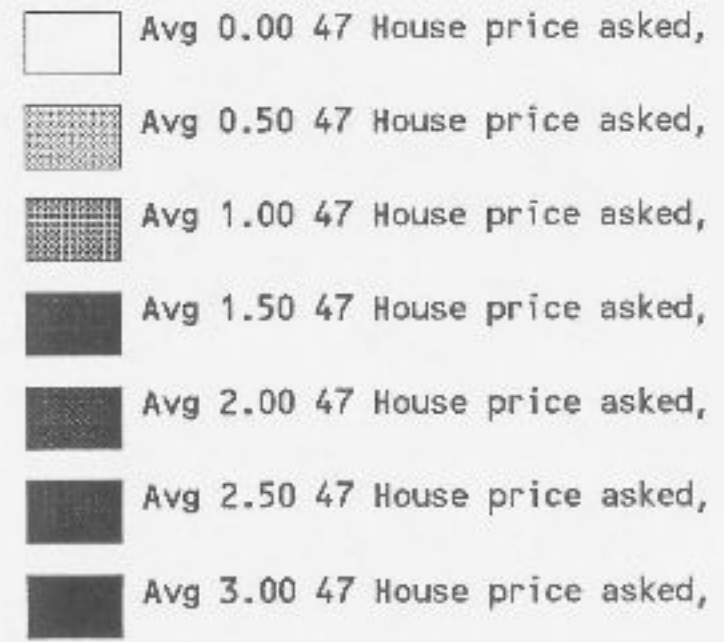 Avg 0.00 47 House price asked,
Avg 0.50 47 House price asked,
Avg 1.00 47 House price asked,
Avg 1.50 47 House price asked,
Avg 2.00 47 House price asked,
Avg 2.50 47 House price asked,
Avg 3.00 47 House price asked,